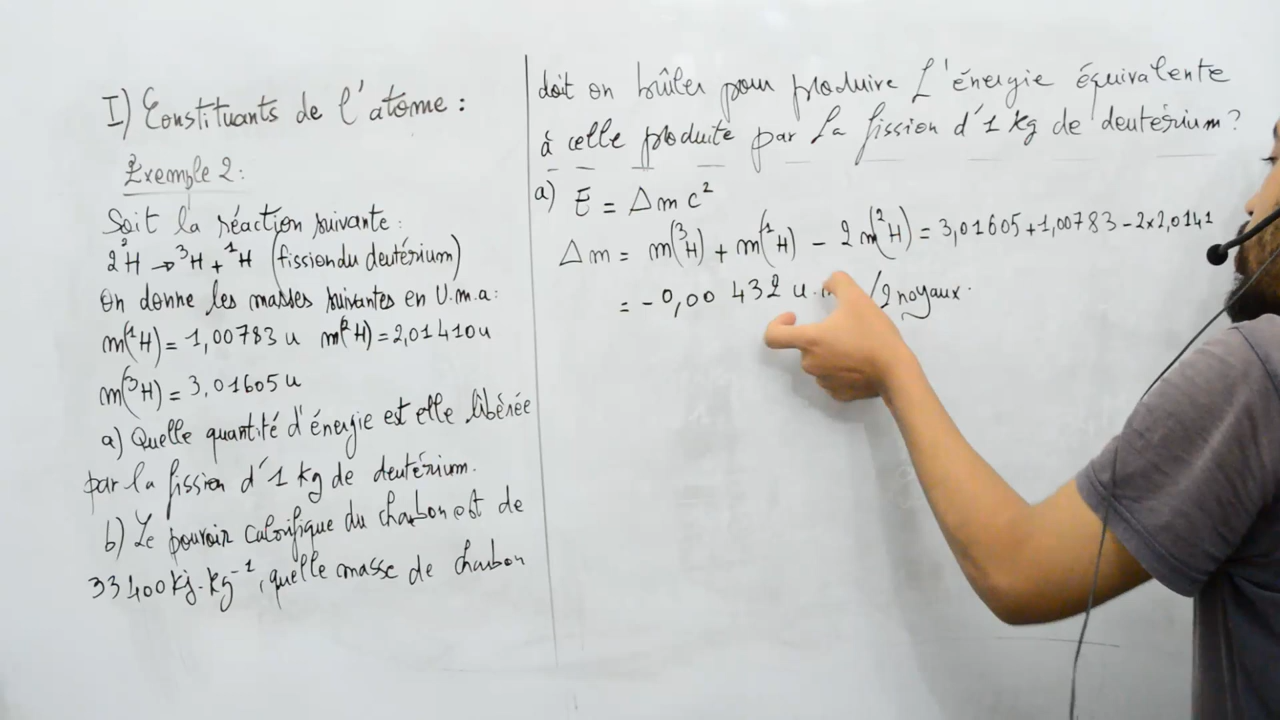 I) Constituants de l'atome :
Exemple 2:
Soit la réaction suivante :
2²H → ³H + ¹H (fission du deutérium)
On donne les masses suivantes en U.m.a :
m(¹H) = 1,00783 u m(²H) = 2,01410 u
m(³H) = 3,01605 u
a) Quelle quantité d'énergie est elle libérée
par la fission d'1 kg de deutérium.
b) Le pouvoir calorifique du charbon est de
33400 kj.kg⁻¹, quelle masse de charbon
doit on brûler pour produire L'énergie équivalente
à celle produite par la fission d'1 kg de deutérium ?
a) E = Δm c²
Δm = m(³H) + m(¹H) - 2 m(²H) = 3,01605 + 1,00783 - 2x2,0141
= -0,00432 u.m /2 noyaux.